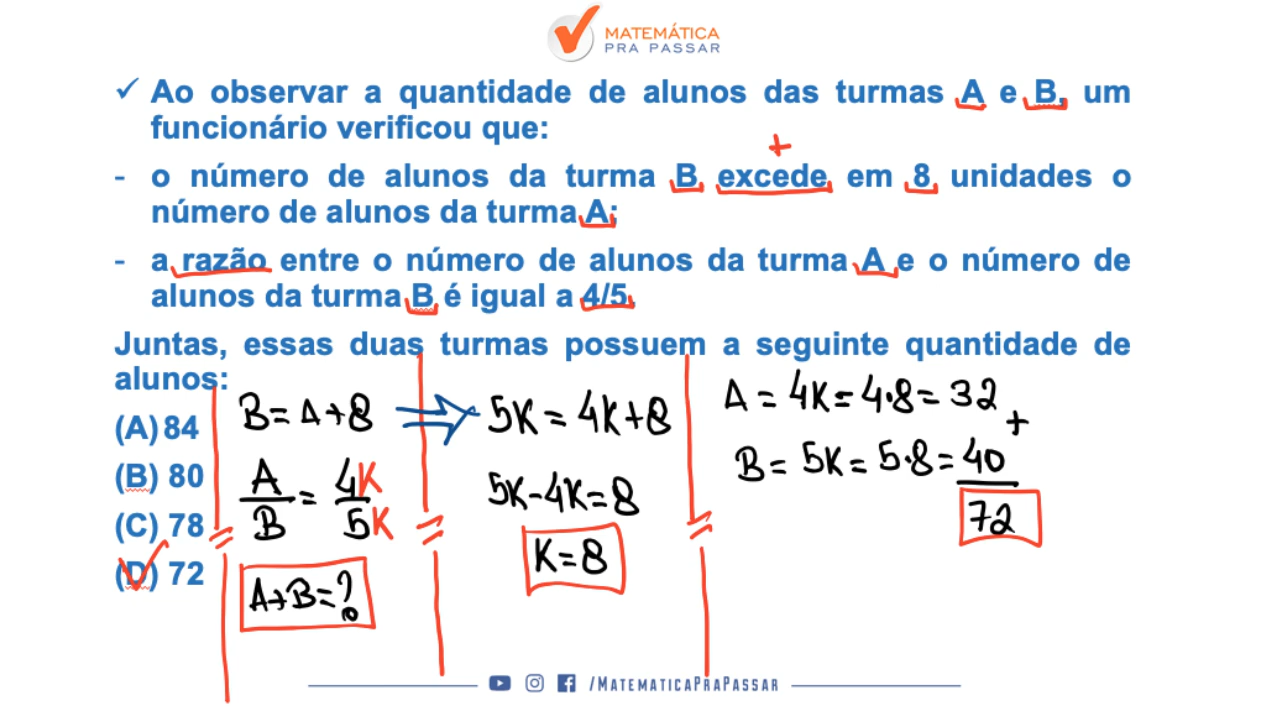 MATEMÁTICA
PRA PASSAR
✓ Ao observar a quantidade de alunos das turmas A e B, um
funcionário verificou que:
+
- o número de alunos da turma B excede em 8 unidades o
número de alunos da turma A;
- a razão entre o número de alunos da turma A e o número de
alunos da turma B é igual a 4/5.
Juntas, essas duas turmas possuem a seguinte quantidade de
alunos:
(A) 84
(B) 80
(C) 78
(D) 72
B = A + 8
A/B = 4K/5K
A+B=?
5K = 4K+8
5K-4K=8
K=8
A = 4K = 4·8 = 32
+
B = 5K = 5·8 = 40
72
/MATEMATICAPRAPASSAR